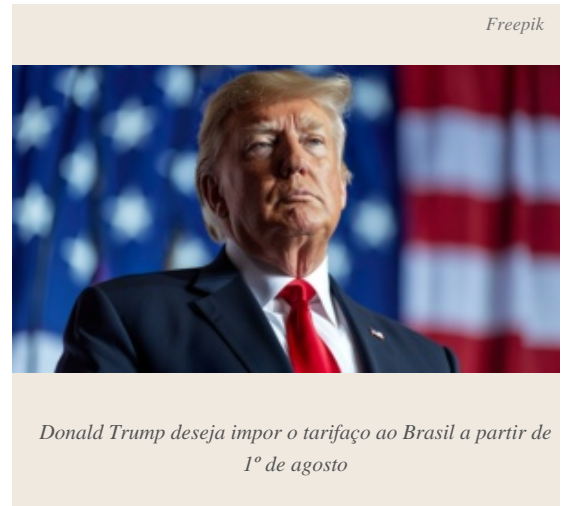 Freepik
Donald Trump deseja impor o tarifaço ao Brasil a partir de
1º de agosto